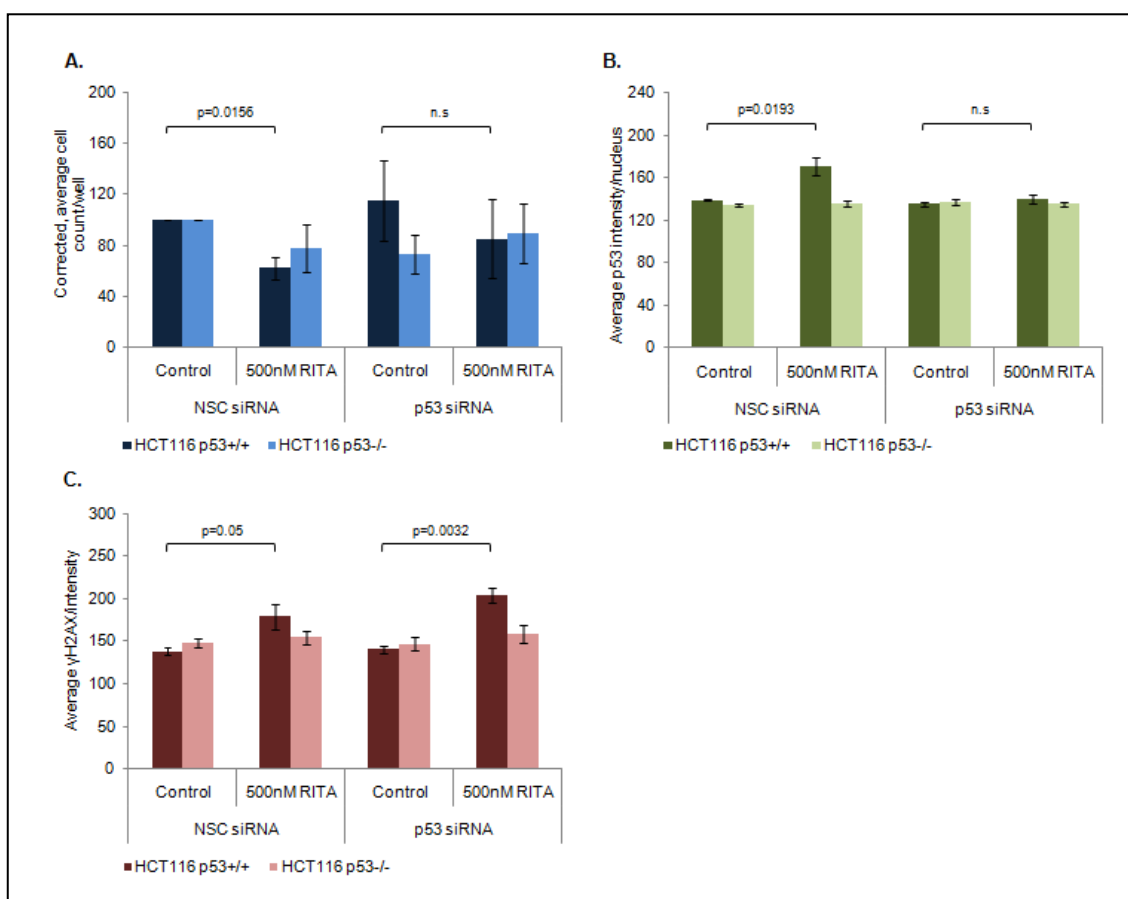 A.
200
160
120
80
40
0
Corrected, average cell
count/well
p=0.0156
n.s
Control
500nM RITA
Control
500nM RITA
NSC siRNA
p53 siRNA
HCT116 p53+/+
HCT116 p53-/-
B.
240
200
160
120
80
40
0
Average p53 intensity/nucleus
p=0.0193
n.s
Control
500nM RITA
Control
500nM RITA
NSC siRNA
p53 siRNA
HCT116 p53+/+
HCT116 p53-/-
C.
300
250
200
150
100
50
0
Average γH2AX/intensity
p=0.05
p=0.0032
Control
500nM RITA
Control
500nM RITA
NSC siRNA
p53 siRNA
HCT116 p53+/+
HCT116 p53-/-